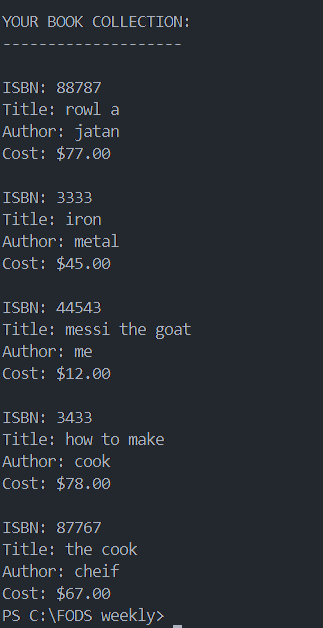 YOUR BOOK COLLECTION:
--------------------
ISBN: 88787
Title: rowl a
Author: jatan
Cost: $77.00
ISBN: 3333
Title: iron
Author: metal
Cost: $45.00
ISBN: 44543
Title: messi the goat
Author: me
Cost: $12.00
ISBN: 3433
Title: how to make
Author: cook
Cost: $78.00
ISBN: 87767
Title: the cook
Author: cheif
Cost: $67.00
PS C:\FODS weekly>